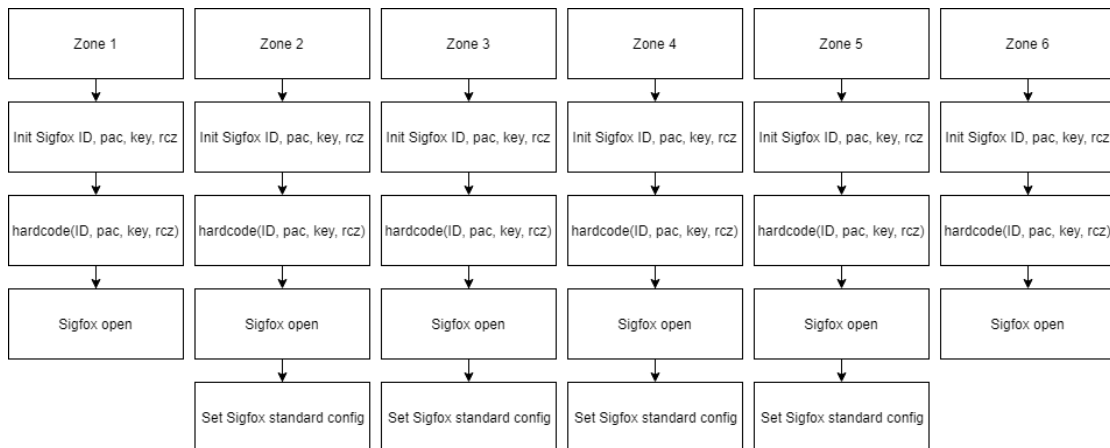 Zone 1
Zone 2
Zone 3
Zone 4
Zone 5
Zone 6
Init Sigfox ID, pac, key, rcz
Init Sigfox ID, pac, key, rcz
Init Sigfox ID, pac, key, rcz
Init Sigfox ID, pac, key, rcz
Init Sigfox ID, pac, key, rcz
Init Sigfox ID, pac, key, rcz
hardcode(ID, pac, key, rcz)
hardcode(ID, pac, key, rcz)
hardcode(ID, pac, key, rcz)
hardcode(ID, pac, key, rcz)
hardcode(ID, pac, key, rcz)
hardcode(ID, pac, key, rcz)
Sigfox open
Sigfox open
Sigfox open
Sigfox open
Sigfox open
Sigfox open
Set Sigfox standard config
Set Sigfox standard config
Set Sigfox standard config
Set Sigfox standard config